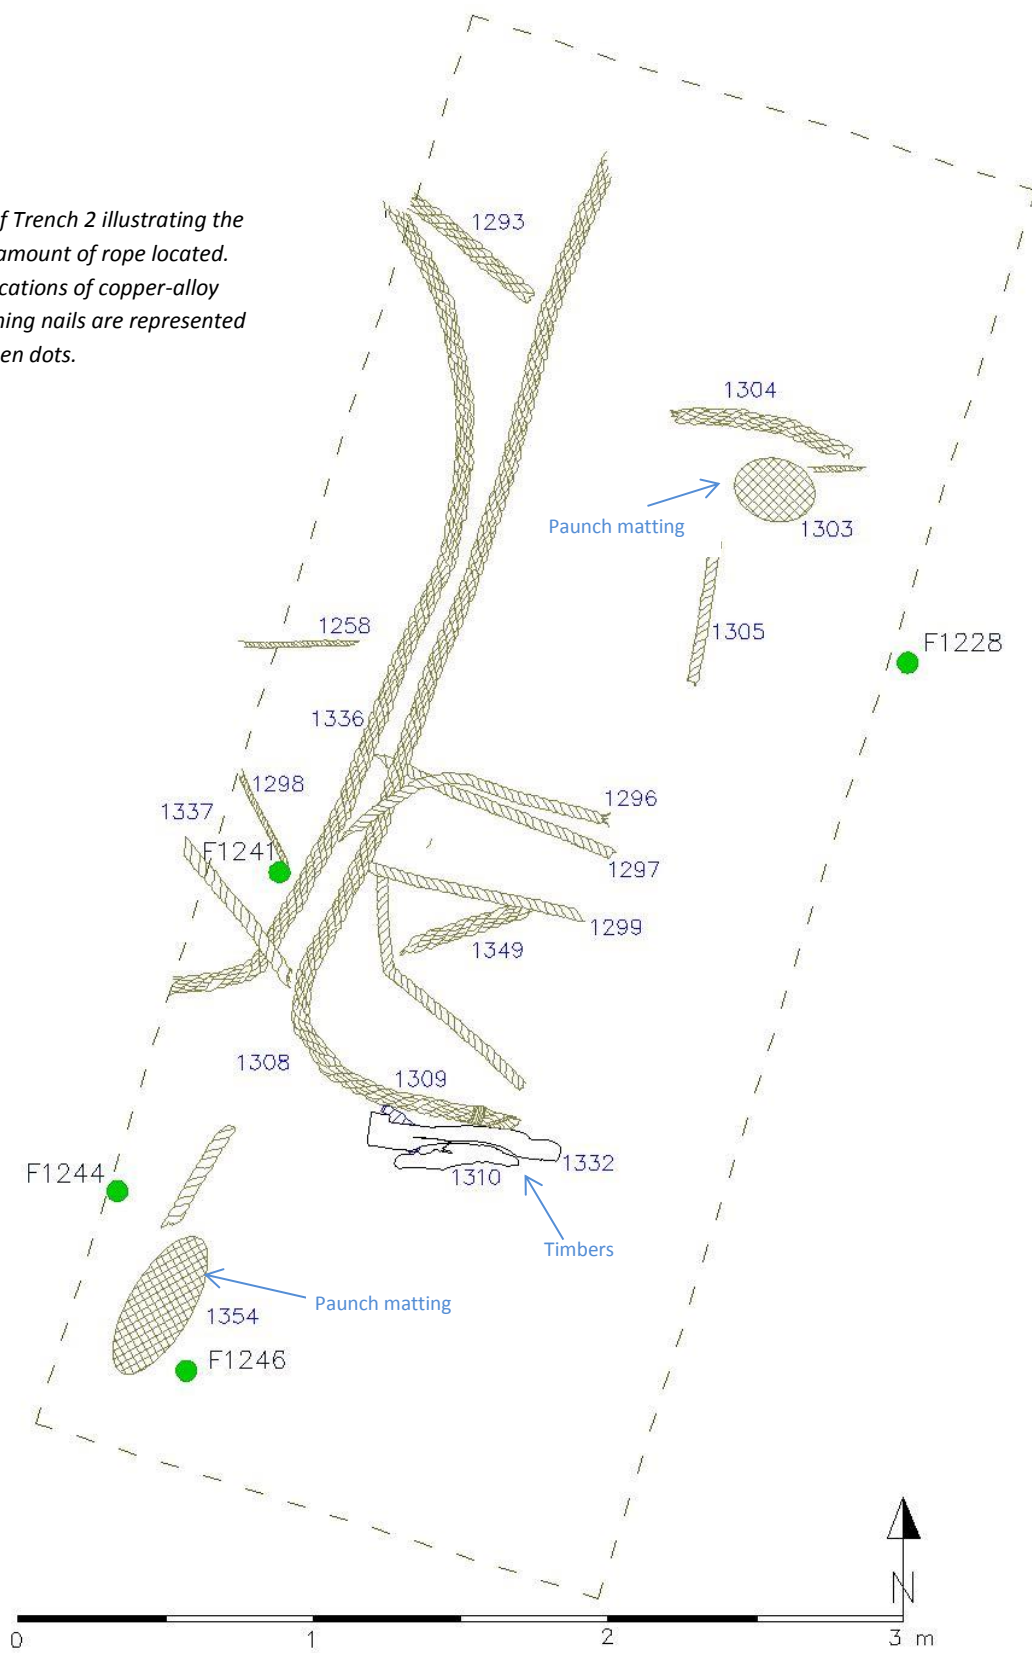 f Trench 2 illustrating the
amount of rope located.
cations of copper-alloy
ning nails are represented
en dots.
1293
1304
Paunch matting
1303
1258
1305
F1228
1336
1298
1337
1296
F1241
1297
1299
1349
1308
1309
F1244
1332
1310
Timbers
Paunch matting
1354
F1246
N
0 1 2 3 m